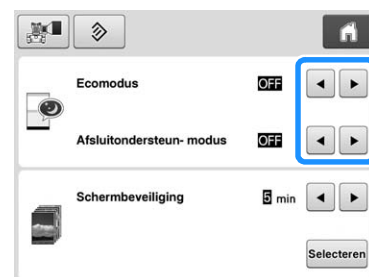 Ecomodus OFF
Afsluitondersteun- modus OFF
Schermbeveiliging 5 min
Selecteren